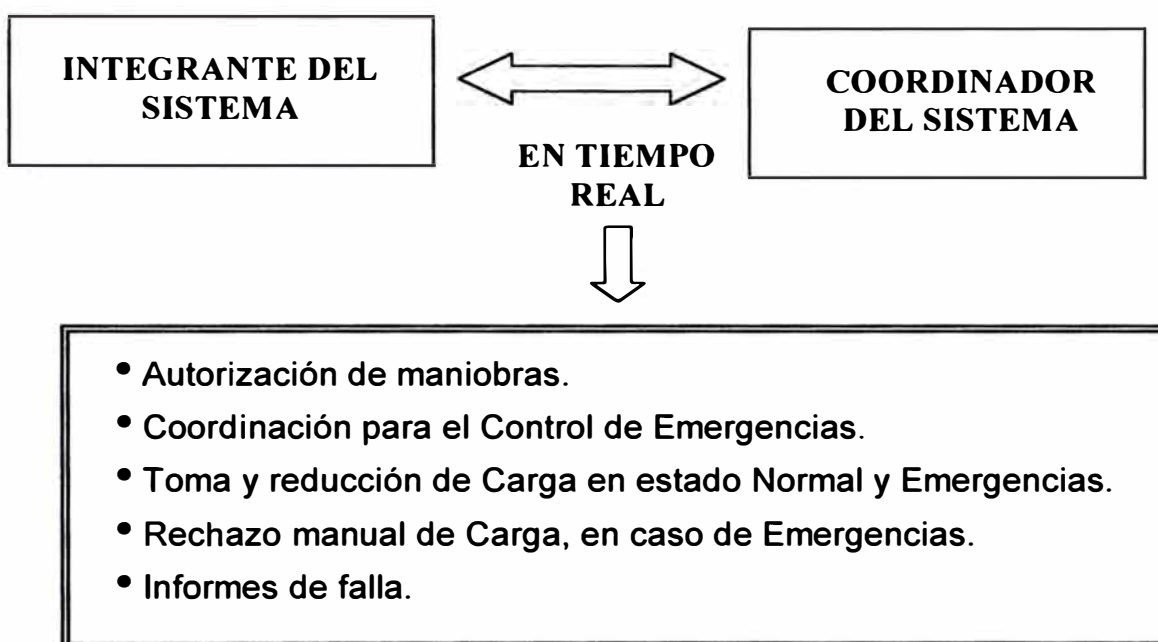 INTEGRANTE DEL
SISTEMA
COORDINADOR
DEL SISTEMA
EN TIEMPO
REAL
• Autorización de maniobras.
• Coordinación para el Control de Emergencias.
• Toma y reducción de Carga en estado Normal y Emergencias.
• Rechazo manual de Carga, en caso de Emergencias.
• Informes de falla.